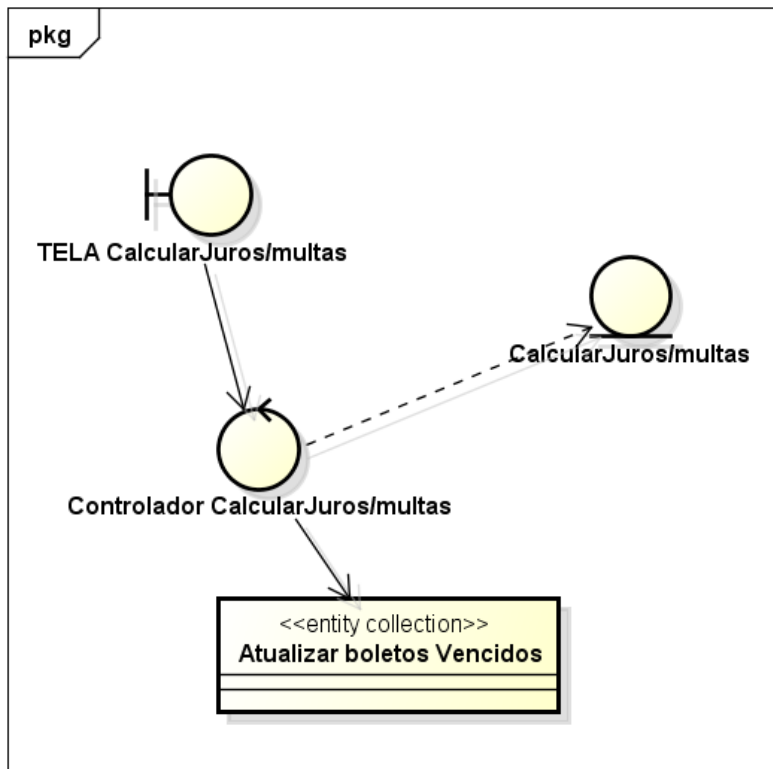 pkg
TELA CalcularJuros/multas
CalcularJuros/multas
Controlador CalcularJuros/multas
<<entity collection>>
Atualizar boletos Vencidos